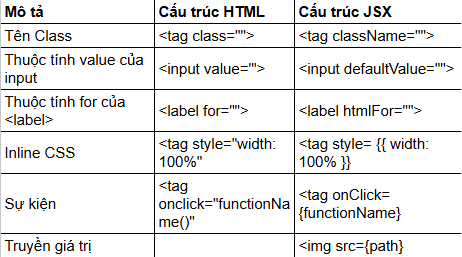 Mô tả
Cấu trúc HTML
Cấu trúc JSX
Tên Class
<tag class="">
<tag className="">
Thuộc tính value của
input
<input value="">
<input defaultValue="">
Thuộc tính for của
<label>
<label for="">
<label htmlFor="">
Inline CSS
<tag style="width:
100%"
<tag style= {{ width:
100% }}
Sự kiện
<tag
onclick="functionNa
me()"
<tag onClick=
{functionName}
Truyền giá trị
<img src={path}